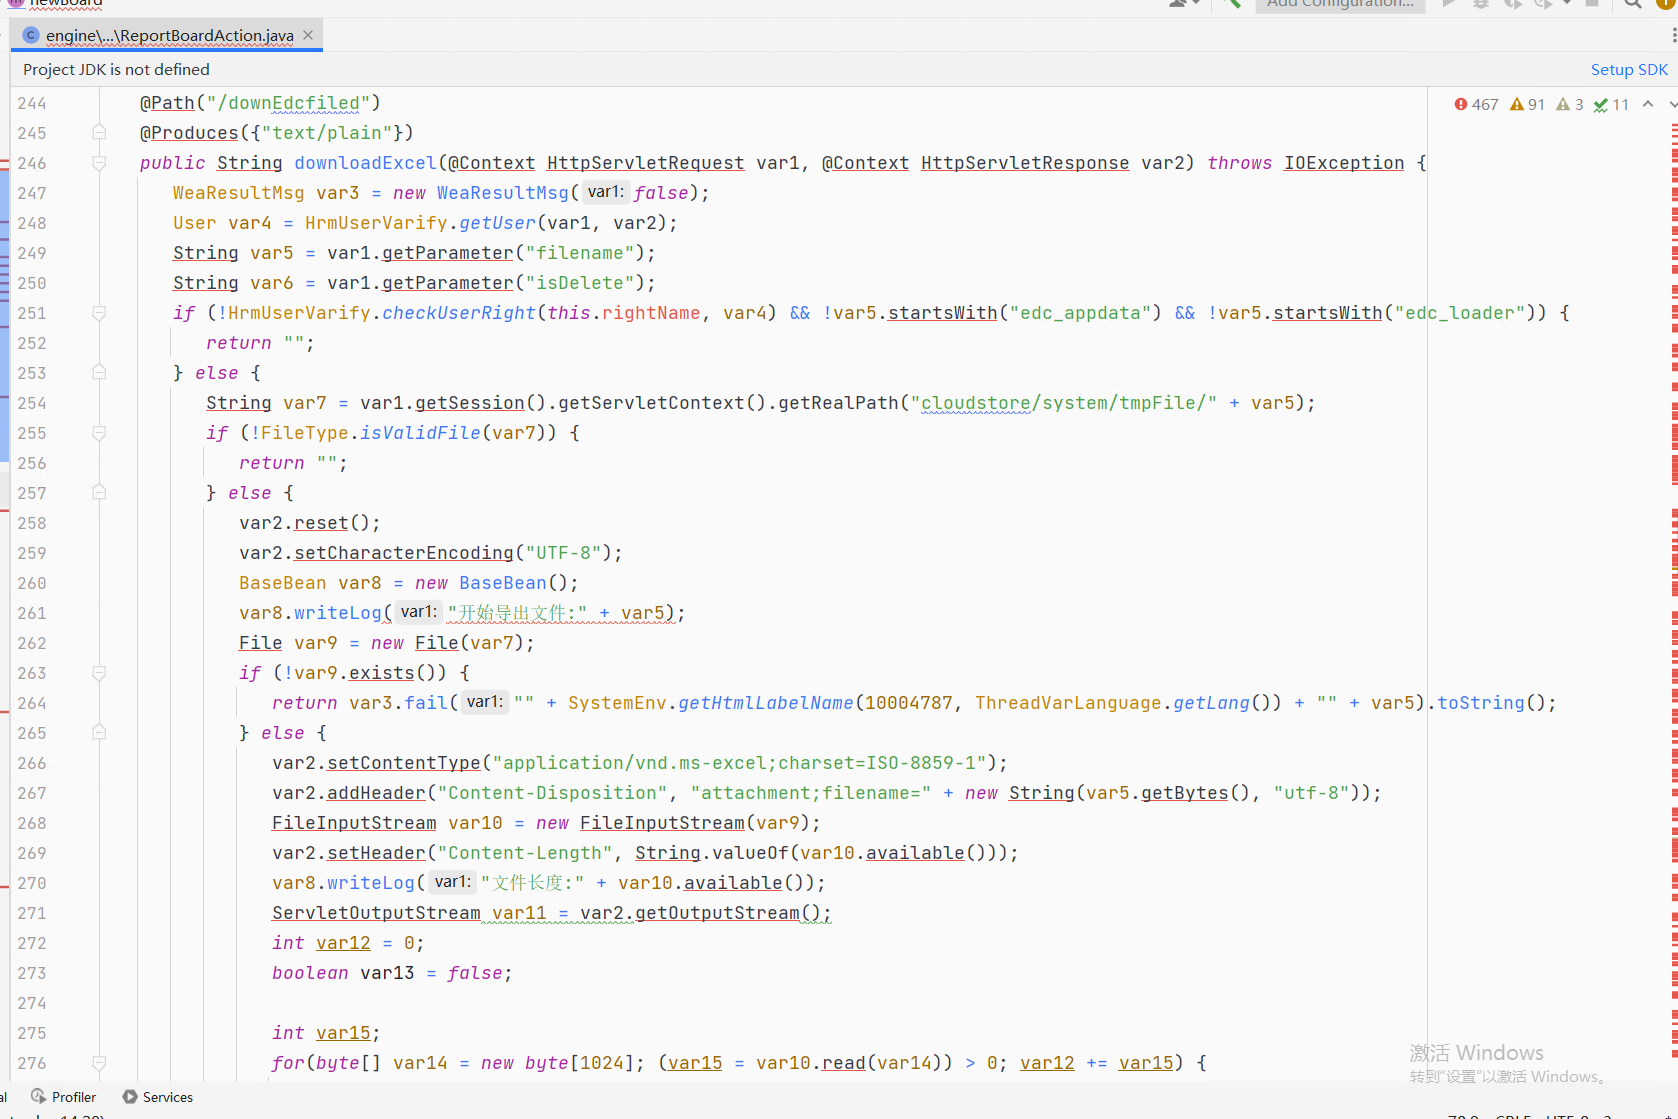 newBoard
Add Configuration...
engine\...\ReportBoardAction.java
Project JDK is not defined
Setup SDK
467 91 3 11
244 @Path("/downEdcfiled")
245 @Produces({"text/plain"})
246 public String downloadExcel(@Context HttpServletRequest var1, @Context HttpServletResponse var2) throws IOException {
247 WeaResultMsg var3 = new WeaResultMsg( var1: false);
248 User var4 = HrmUserVarify.getUser(var1, var2);
249 String var5 = var1.getParameter("filename");
250 String var6 = var1.getParameter("isDelete");
251 if (!HrmUserVarify.checkUserRight(this.rightName, var4) && !var5.startsWith("edc_appdata") && !var5.startsWith("edc_loader")) {
252 return "";
253 } else {
254 String var7 = var1.getSession().getServletContext().getRealPath("cloudstore/system/tmpFile/" + var5);
255 if (!FileType.isValidFile(var7)) {
256 return "";
257 } else {
258 var2.reset();
259 var2.setCharacterEncoding("UTF-8");
260 BaseBean var8 = new BaseBean();
261 var8.writeLog( var1: "开始导出文件:" + var5);
262 File var9 = new File(var7);
263 if (!var9.exists()) {
264 return var3.fail( var1: "" + SystemEnv.getHtmlLabelName(10004787, ThreadVarLanguage.getLang()) + "" + var5).toString();
265 } else {
266 var2.setContentType("application/vnd.ms-excel;charset=ISO-8859-1");
267 var2.addHeader("Content-Disposition", "attachment;filename=" + new String(var5.getBytes(), "utf-8"));
268 FileInputStream var10 = new FileInputStream(var9);
269 var2.setHeader("Content-Length", String.valueOf(var10.available()));
270 var8.writeLog( var1: "文件长度:" + var10.available());
271 ServletOutputStream var11 = var2.getOutputStream();
272 int var12 = 0;
273 boolean var13 = false;
274
275 int var15;
276 for(byte[] var14 = new byte[1024]; (var15 = var10.read(var14)) > 0; var12 += var15) {
激活 Windows
转到“设置”以激活 Windows。
Profiler Services